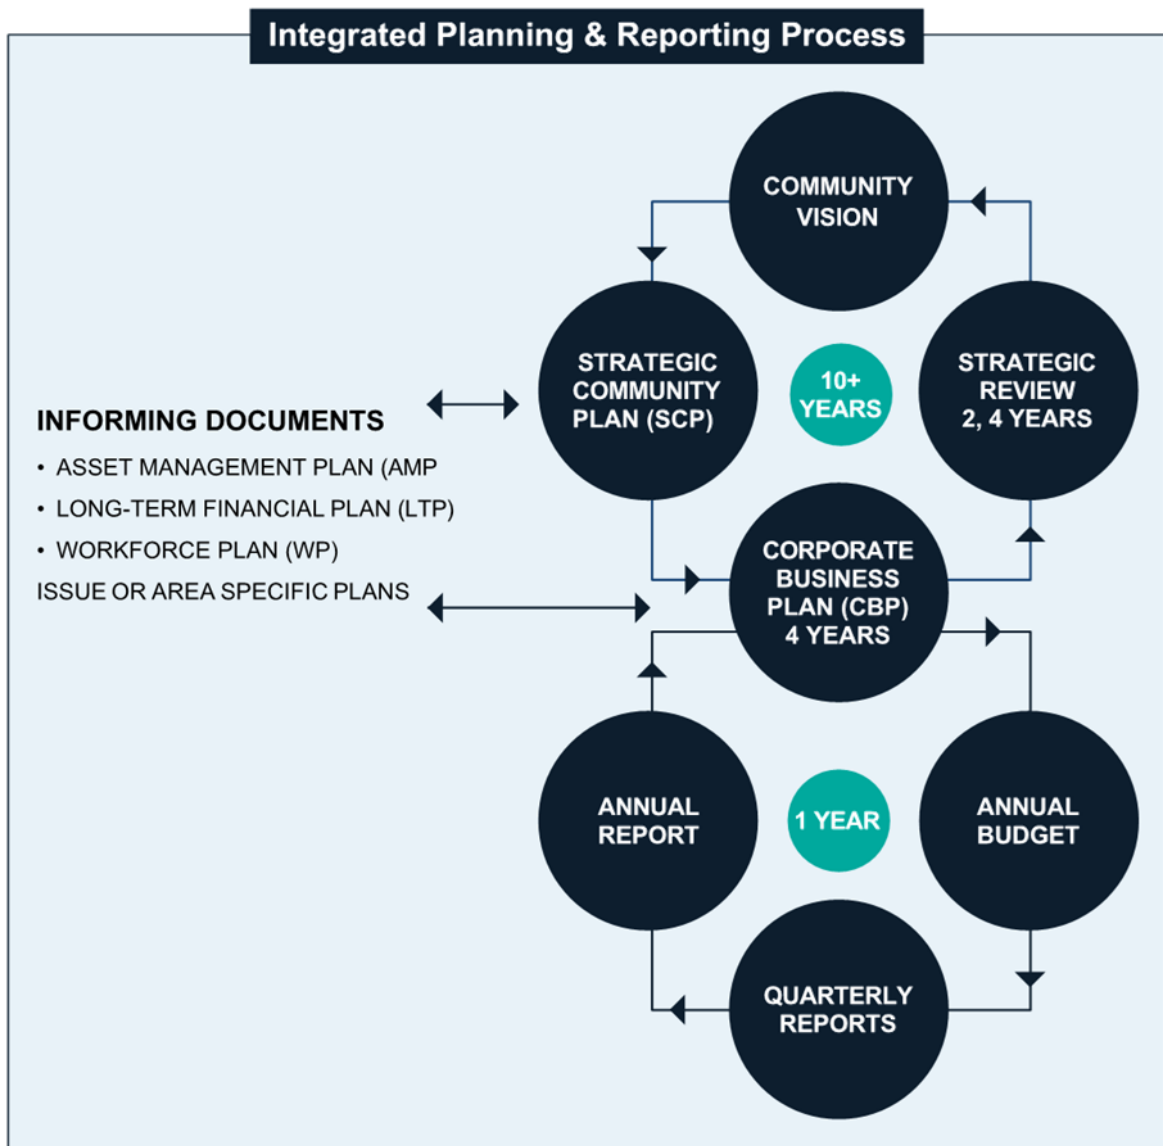 Integrated Planning & Reporting Process
COMMUNITY
VISION
STRATEGIC
COMMUNITY
PLAN (SCP)
10+
YEARS
STRATEGIC
REVIEW
2, 4 YEARS
INFORMING DOCUMENTS
• ASSET MANAGEMENT PLAN (AMP
• LONG-TERM FINANCIAL PLAN (LTP)
• WORKFORCE PLAN (WP)
ISSUE OR AREA SPECIFIC PLANS
CORPORATE
BUSINESS
PLAN (CBP)
4 YEARS
ANNUAL
REPORT
1 YEAR
ANNUAL
BUDGET
QUARTERLY
REPORTS